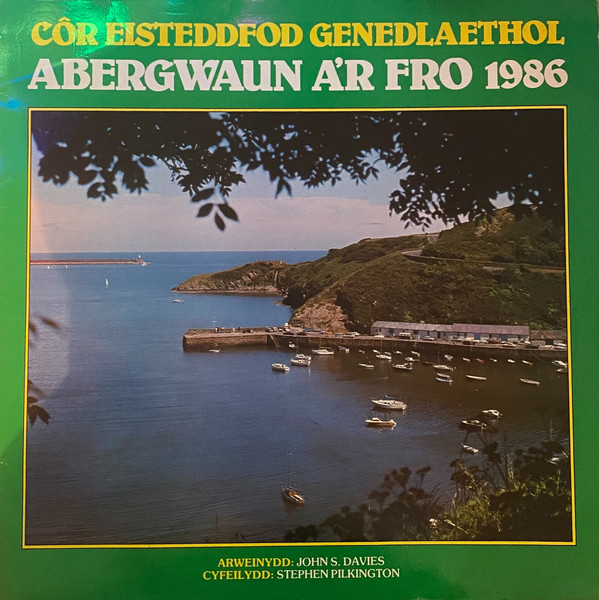 CÔR EISTEDDFOD GENEDLAETHOL
ABERGWAUN A'R FRO 1986
ARWEINYDD: JOHN S. DAVIES
CYFEILYDD: STEPHEN PILKINGTON